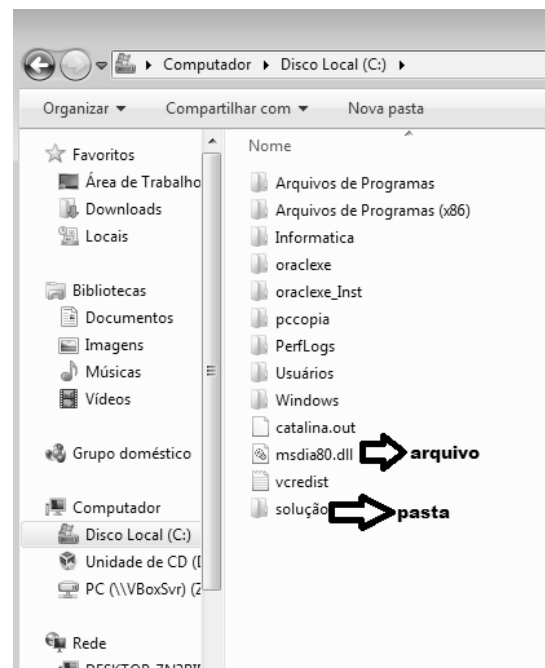 Computador ▸ Disco Local (C:) ▸
Organizar Compartilhar com Nova pasta
Favoritos
Área de Trabalho
Downloads
Locais
Bibliotecas
Documentos
Imagens
Músicas
Vídeos
Grupo doméstico
Computador
Disco Local (C:)
Unidade de CD (
PC (\\VBoxSvr) (
Rede
Nome
Arquivos de Programas
Arquivos de Programas (x86)
Informatica
oraclexe
oraclexe_Inst
pccopia
PerfLogs
Usuários
Windows
catalina.out
msdia80.dll arquivo
vcredist
solução pasta